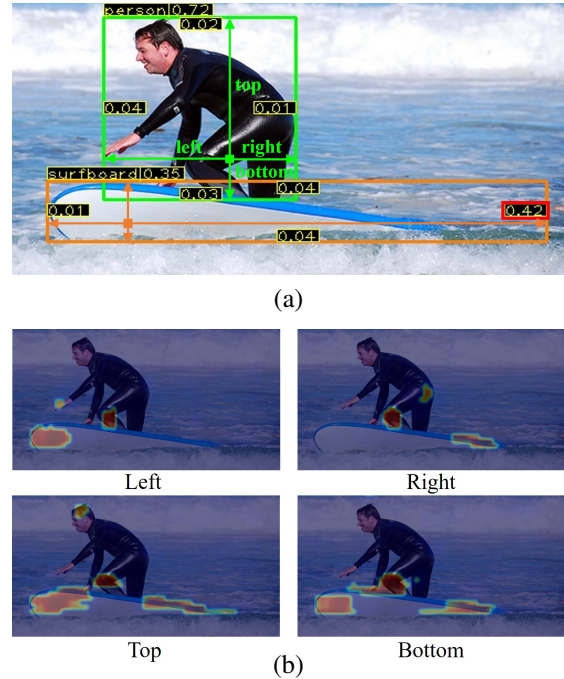 person|0.72
0.02
top
0.04
0.01
left
right
bottom
surfboard|0.35
0.04
0.03
0.01
0.42
0.04
(a)
Left
Right
Top
Bottom
(b)